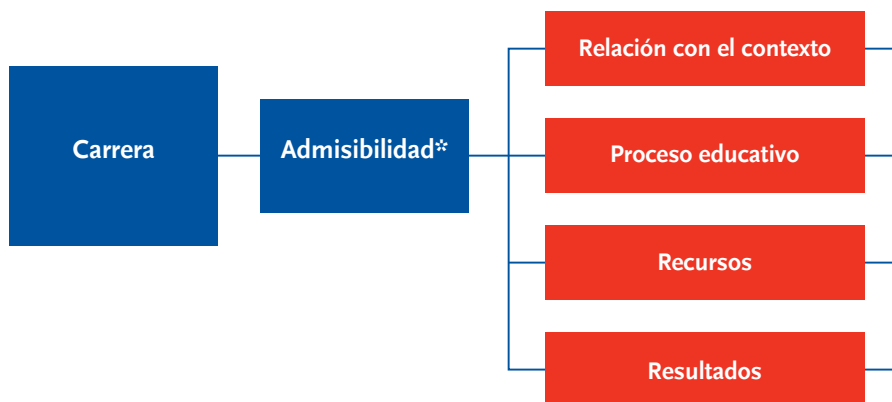 Relación con el contexto
Carrera
Admisibilidad*
Proceso educativo
Recursos
Resultados